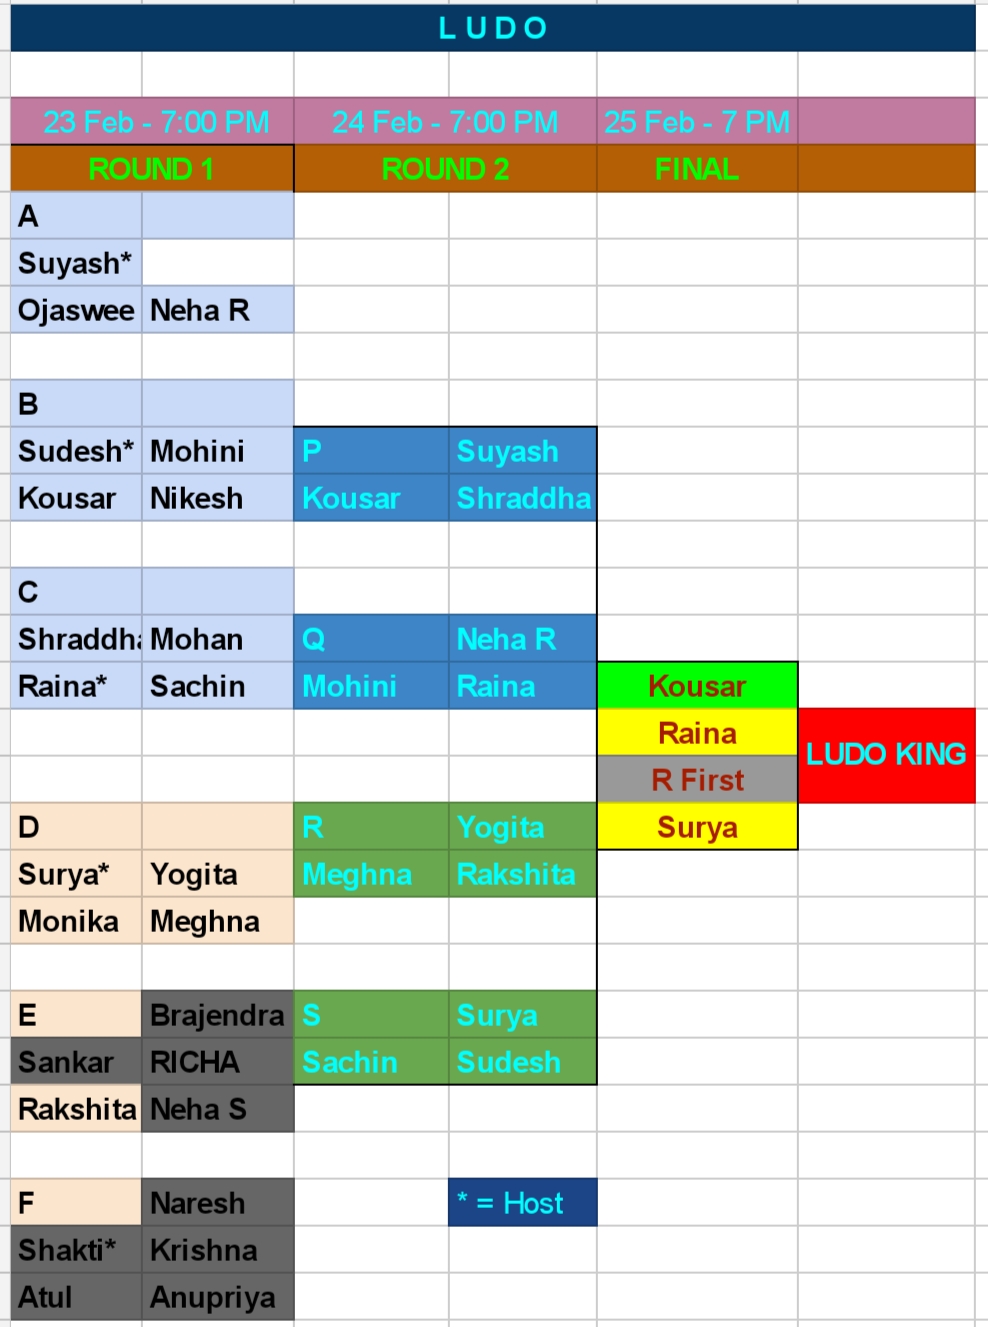 LUDO
23 Feb - 7:00 PM 24 Feb - 7:00 PM 25 Feb - 7 PM
ROUND 1 ROUND 2 FINAL
A
Suyash*
Ojaswee Neha R
B
Sudesh* Mohini P Suyash
Kousar Nikesh Kousar Shraddha
C
Shraddha Mohan Q Neha R
Raina* Sachin Mohini Raina Kousar
Raina
LUDO KING
R First
D R Yogita Surya
Surya* Yogita Meghna Rakshita
Monika Meghna
E Brajendra S Surya
Sankar RICHA Sachin Sudesh
Rakshita Neha S
F Naresh * = Host
Shakti* Krishna
Atul Anupriya